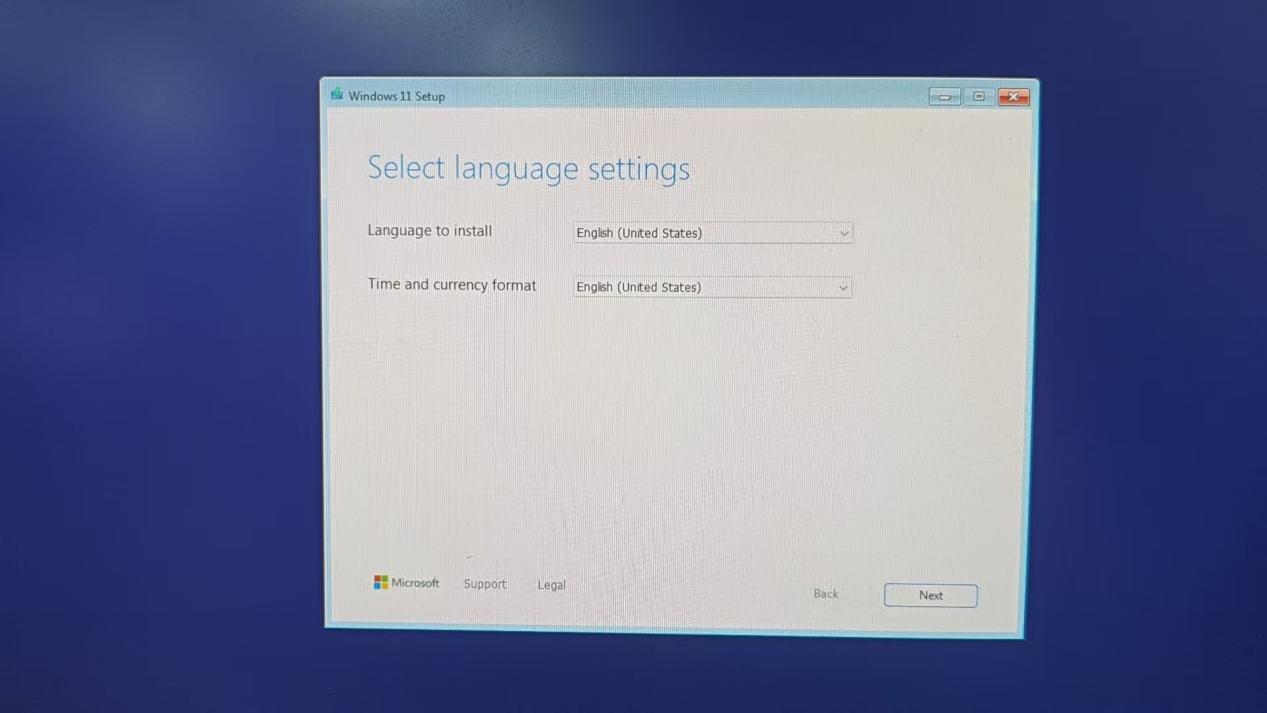 Windows 11 Setup
Select language settings
Language to install English (United States)
Time and currency format English (United States)
Microsoft Support Legal Back Next